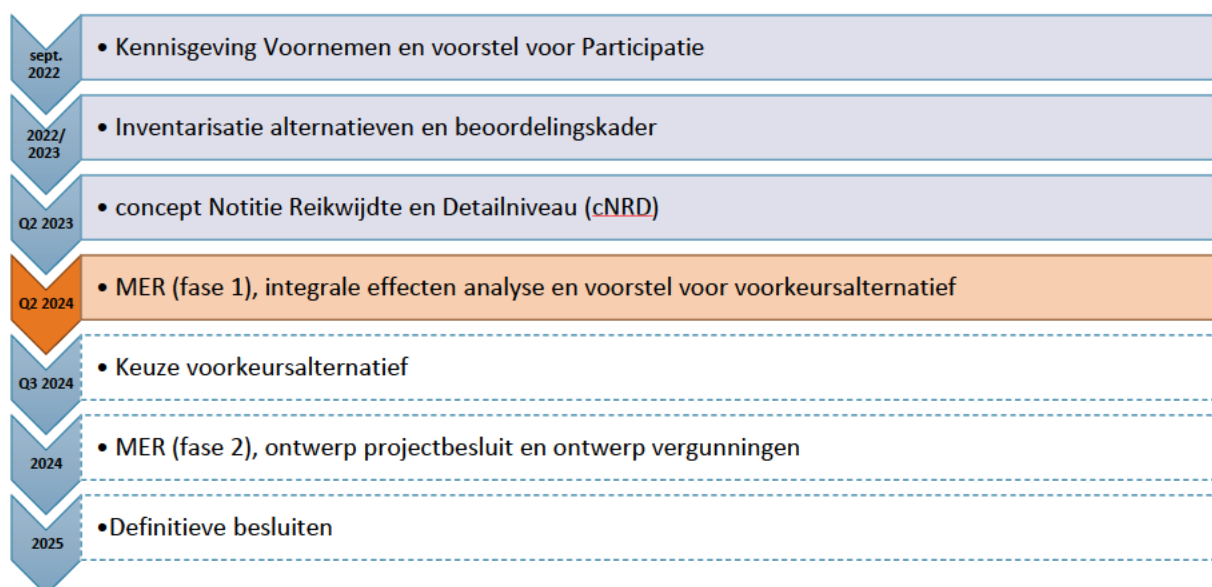 sept.
2022
• Kennisgeving Voornemen en voorstel voor Participatie
2022/
2023
• Inventarisatie alternatieven en beoordelingskader
Q2 2023
• concept Notitie Reikwijdte en Detailniveau (cNRD)
Q2 2024
• MER (fase 1), integrale effecten analyse en voorstel voor voorkeursalternatief
Q3 2024
• Keuze voorkeursalternatief
2024
• MER (fase 2), ontwerp projectbesluit en ontwerp vergunningen
2025
•Definitieve besluiten